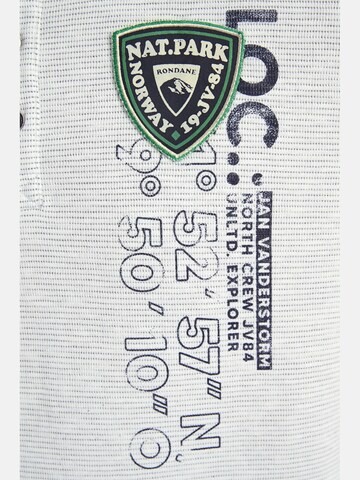 NAT.PARK
RONDANE
NORWAY • 19-JV-84
LOC.:
JAN VANDERSTORM
NORTH CREW JV84
UNLTD. EXPLORER
1° 52′ 57″ N.
9° 50′ 10″′ O